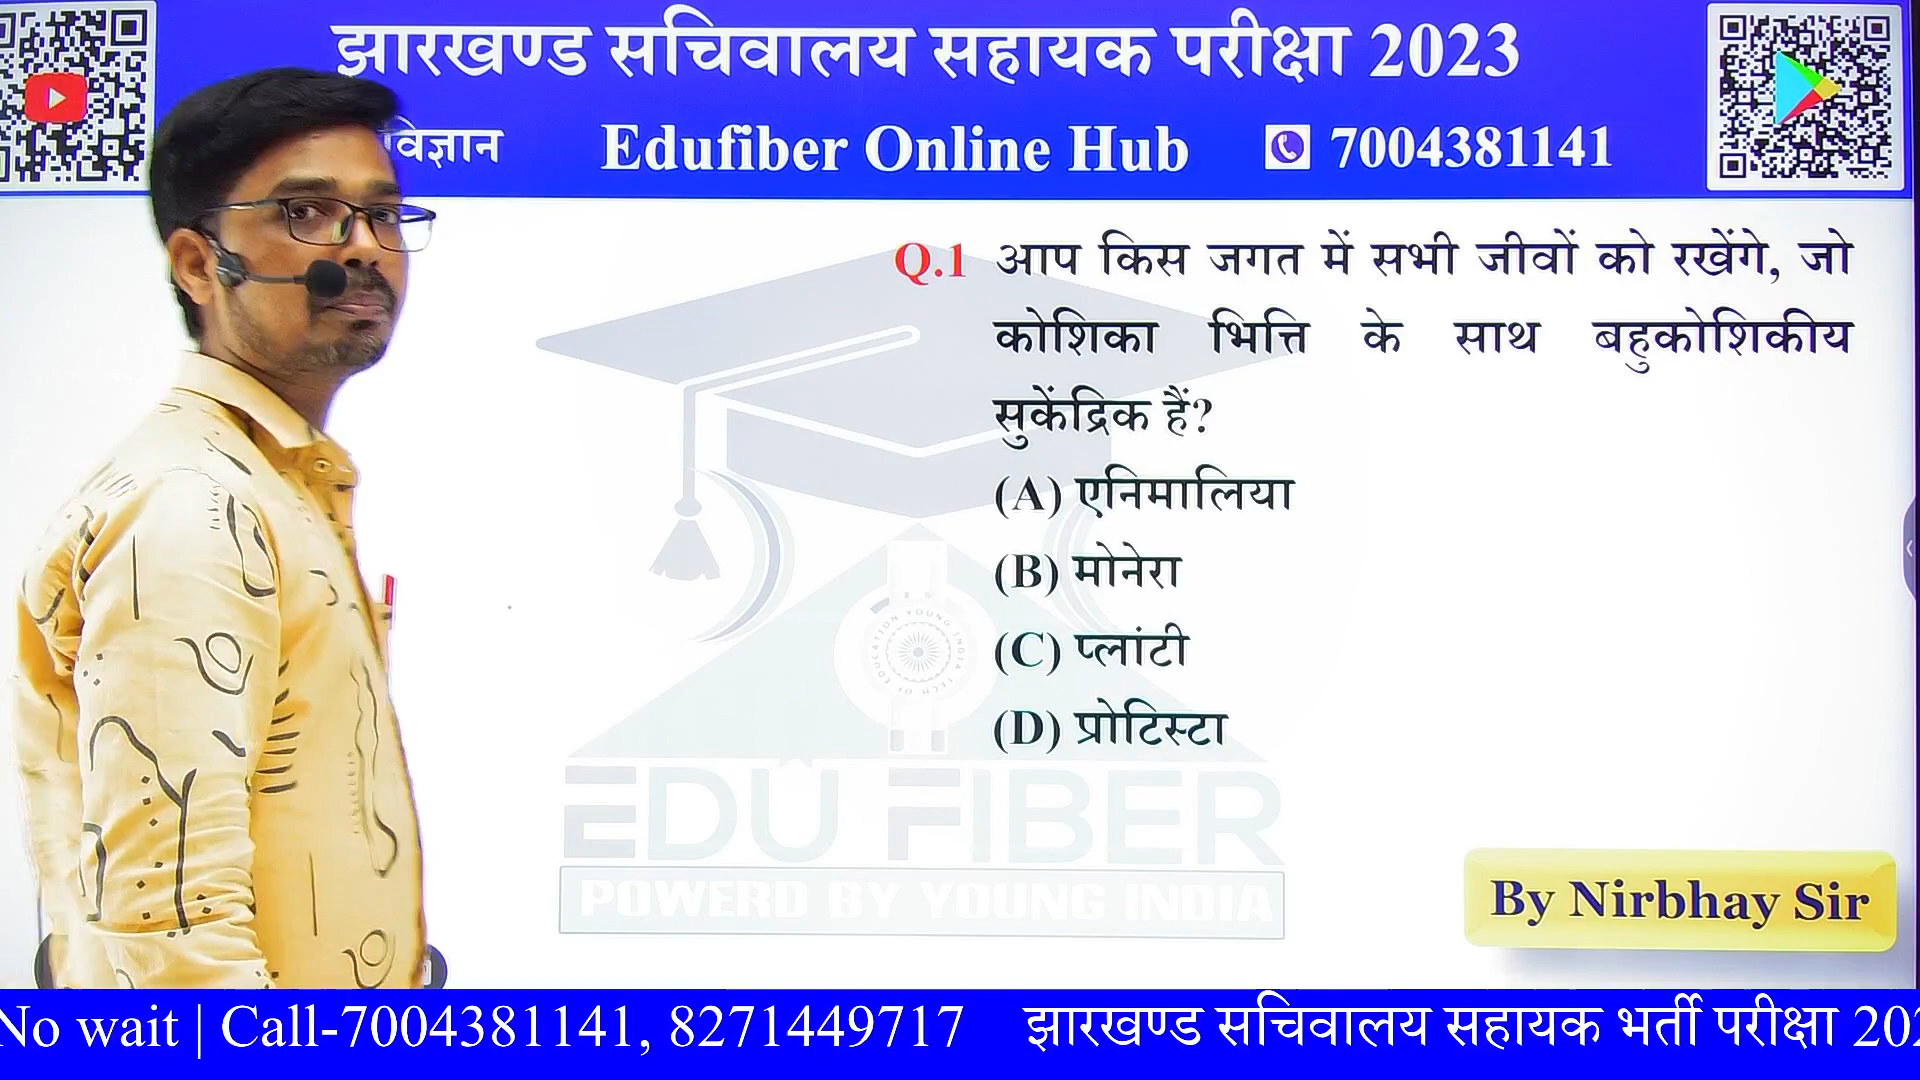 झारखण्ड सचिवालय सहायक परीक्षा 2023
विज्ञान Edufiber Online Hub 7004381141
Q.1 आप किस जगत में सभी जीवों को रखेंगे, जो
कोशिका भित्ति के साथ बहुकोशिकीय
सुकेंद्रिक हैं?
(A) एनिमालिया
(B) मोनेरा
(C) प्लांटी
(D) प्रोटिस्टा
EDU FIBER
POWERD BY YOUNG INDIA
By Nirbhay Sir
No wait | Call-7004381141, 8271449717 झारखण्ड सचिवालय सहायक भर्ती परीक्षा 202